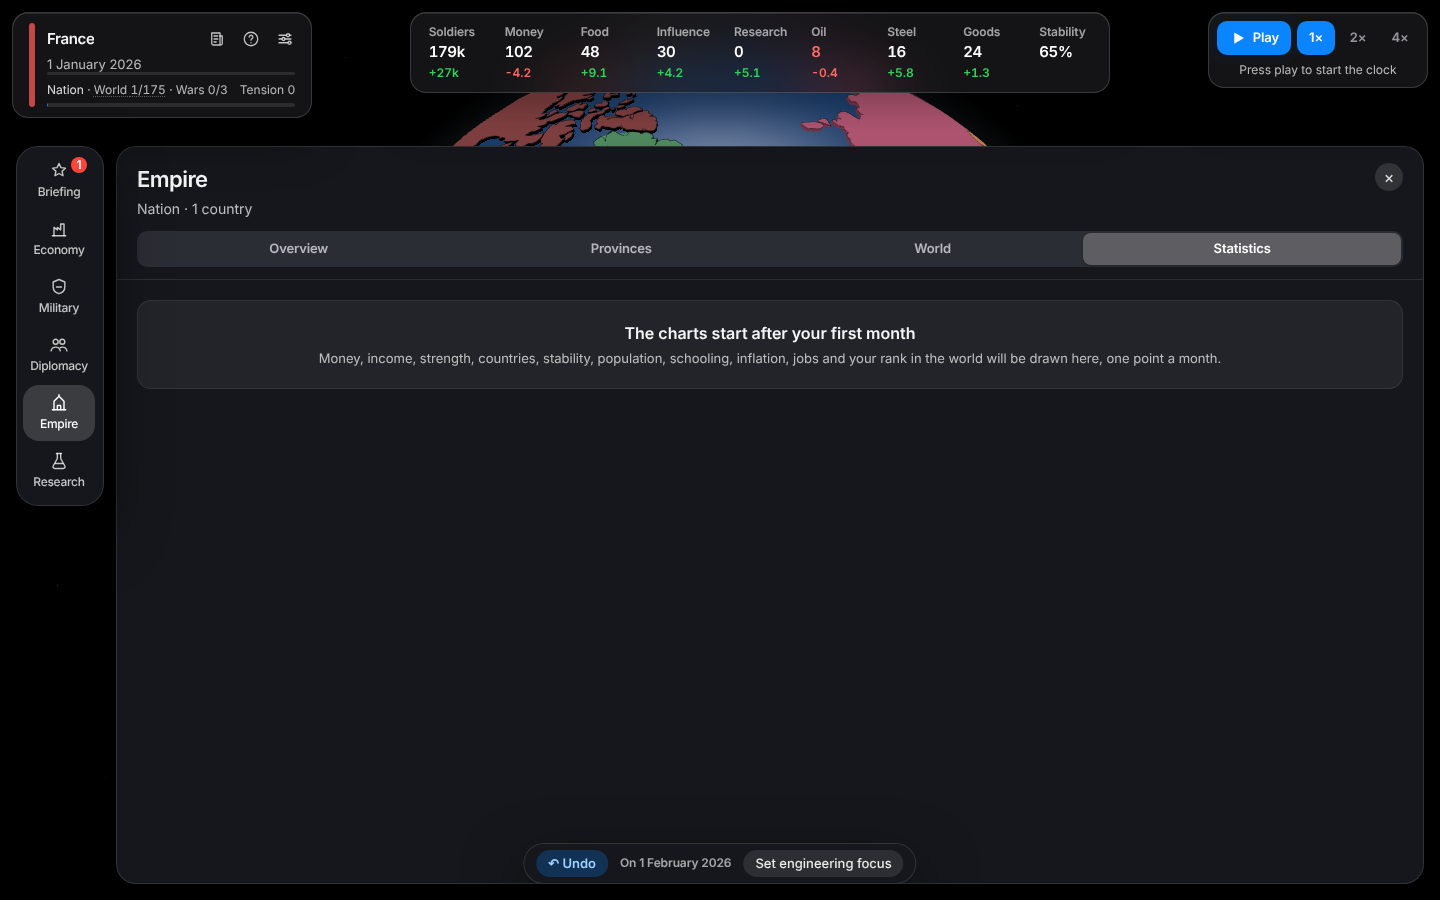 France
1 January 2026
Nation · World 1/175 · Wars 0/3 Tension 0
Soldiers Money Food Influence Research Oil Steel Goods Stability
179k 102 48 30 0 8 16 24 65%
+27k -4.2 +9.1 +4.2 +5.1 -0.4 +5.8 +1.3
Play 1× 2× 4×
Press play to start the clock
1
Briefing
Economy
Military
Diplomacy
Empire
Research
Empire
Nation · 1 country
Overview Provinces World Statistics
The charts start after your first month
Money, income, strength, countries, stability, population, schooling, inflation, jobs and your rank in the world will be drawn here, one point a month.
↶ Undo On 1 February 2026 Set engineering focus